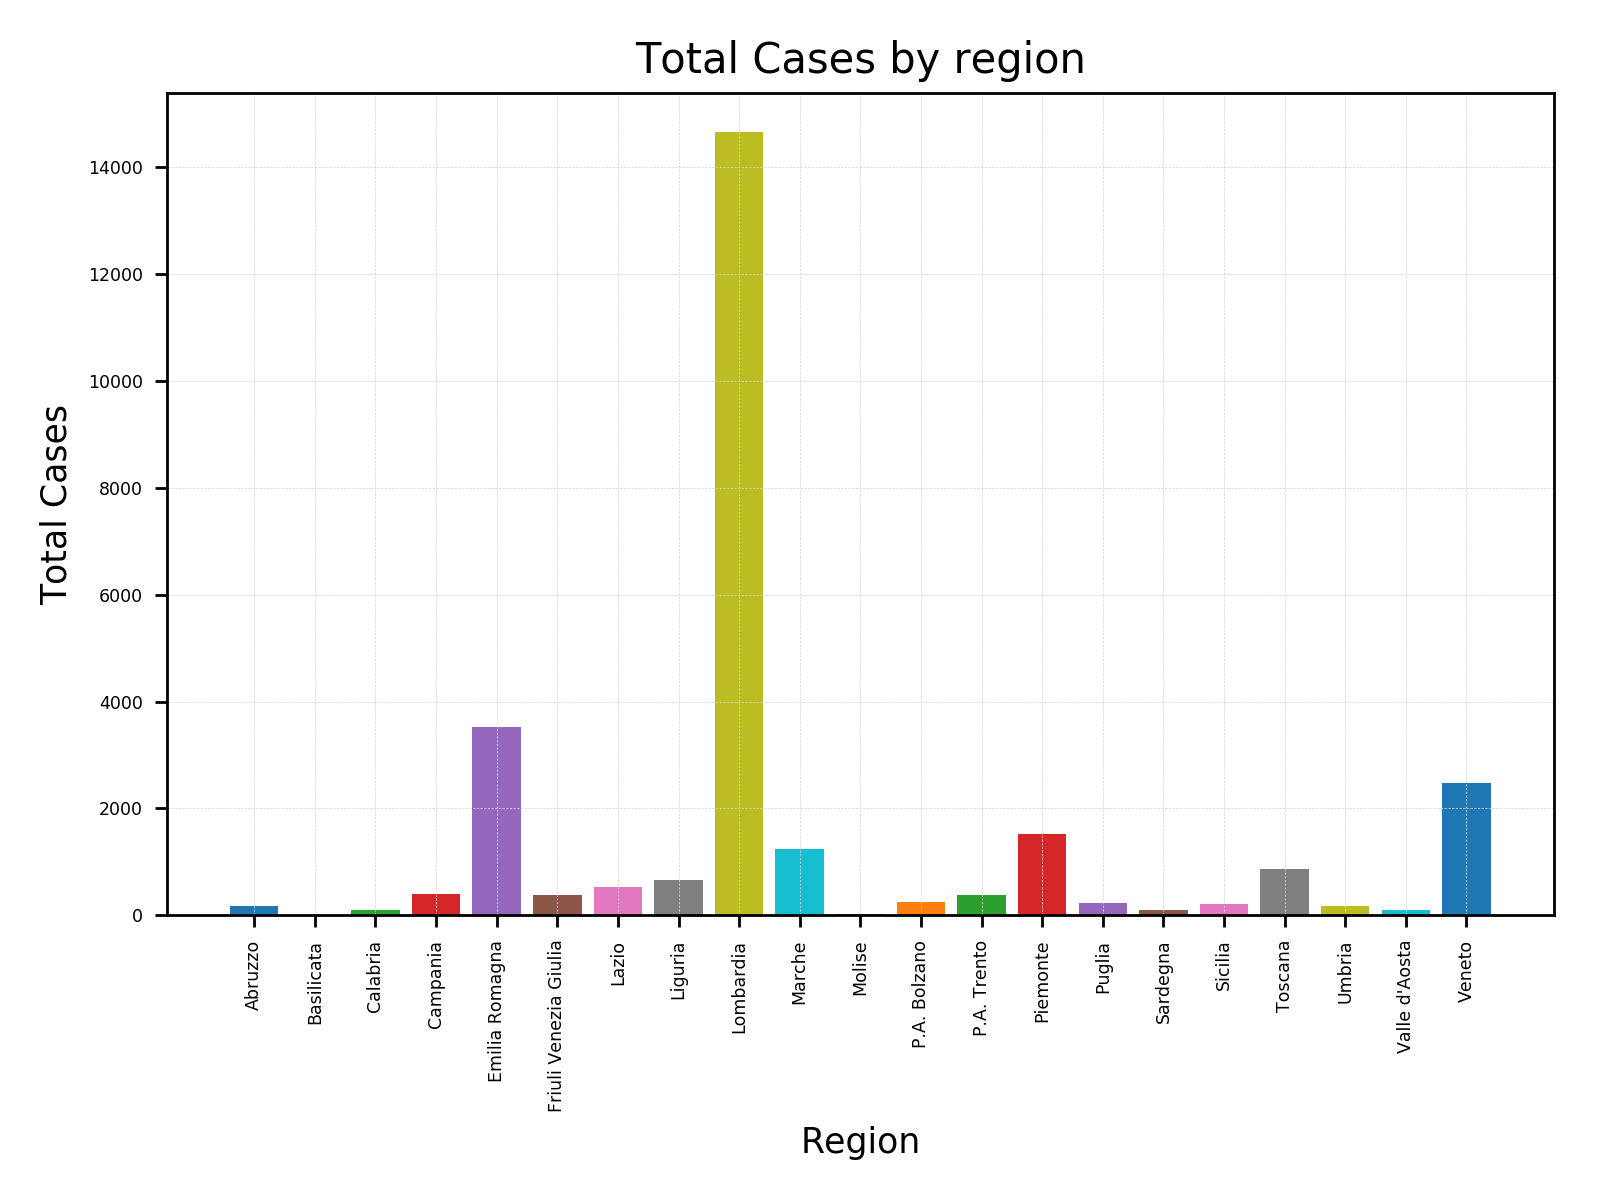 Total Cases by region
Total Cases
14000
12000
10000
8000
6000
4000
2000
0
Abruzzo
Basilicata
Calabria
Campania
Emilia Romagna
Friuli Venezia Giulia
Lazio
Liguria
Lombardia
Marche
Molise
P.A. Bolzano
P.A. Trento
Piemonte
Puglia
Sardegna
Sicilia
Toscana
Umbria
Valle d'Aosta
Veneto
Region